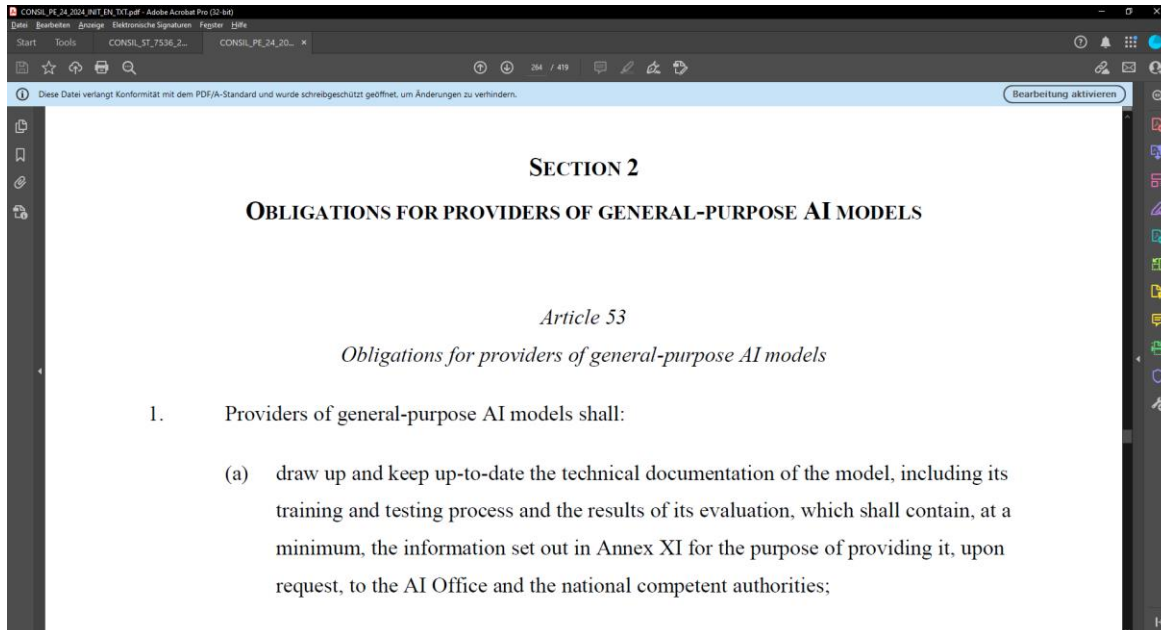 CONSIL_PE_24_2024_INIT_EN_TXT.pdf - Adobe Acrobat Pro (32-bit)
Datei Bearbeiten Anzeige Elektronische Signaturen Fenster Hilfe
Start Tools CONSIL_ST_7536_2... CONSIL_PE_24_20... ×
264 / 419
Diese Datei verlangt Konformität mit dem PDF/A-Standard und wurde schreibgeschützt geöffnet, um Änderungen zu verhindern. Bearbeitung aktivieren
SECTION 2
OBLIGATIONS FOR PROVIDERS OF GENERAL-PURPOSE AI MODELS
Article 53
Obligations for providers of general-purpose AI models
1. Providers of general-purpose AI models shall:
(a) draw up and keep up-to-date the technical documentation of the model, including its
training and testing process and the results of its evaluation, which shall contain, at a
minimum, the information set out in Annex XI for the purpose of providing it, upon
request, to the AI Office and the national competent authorities;